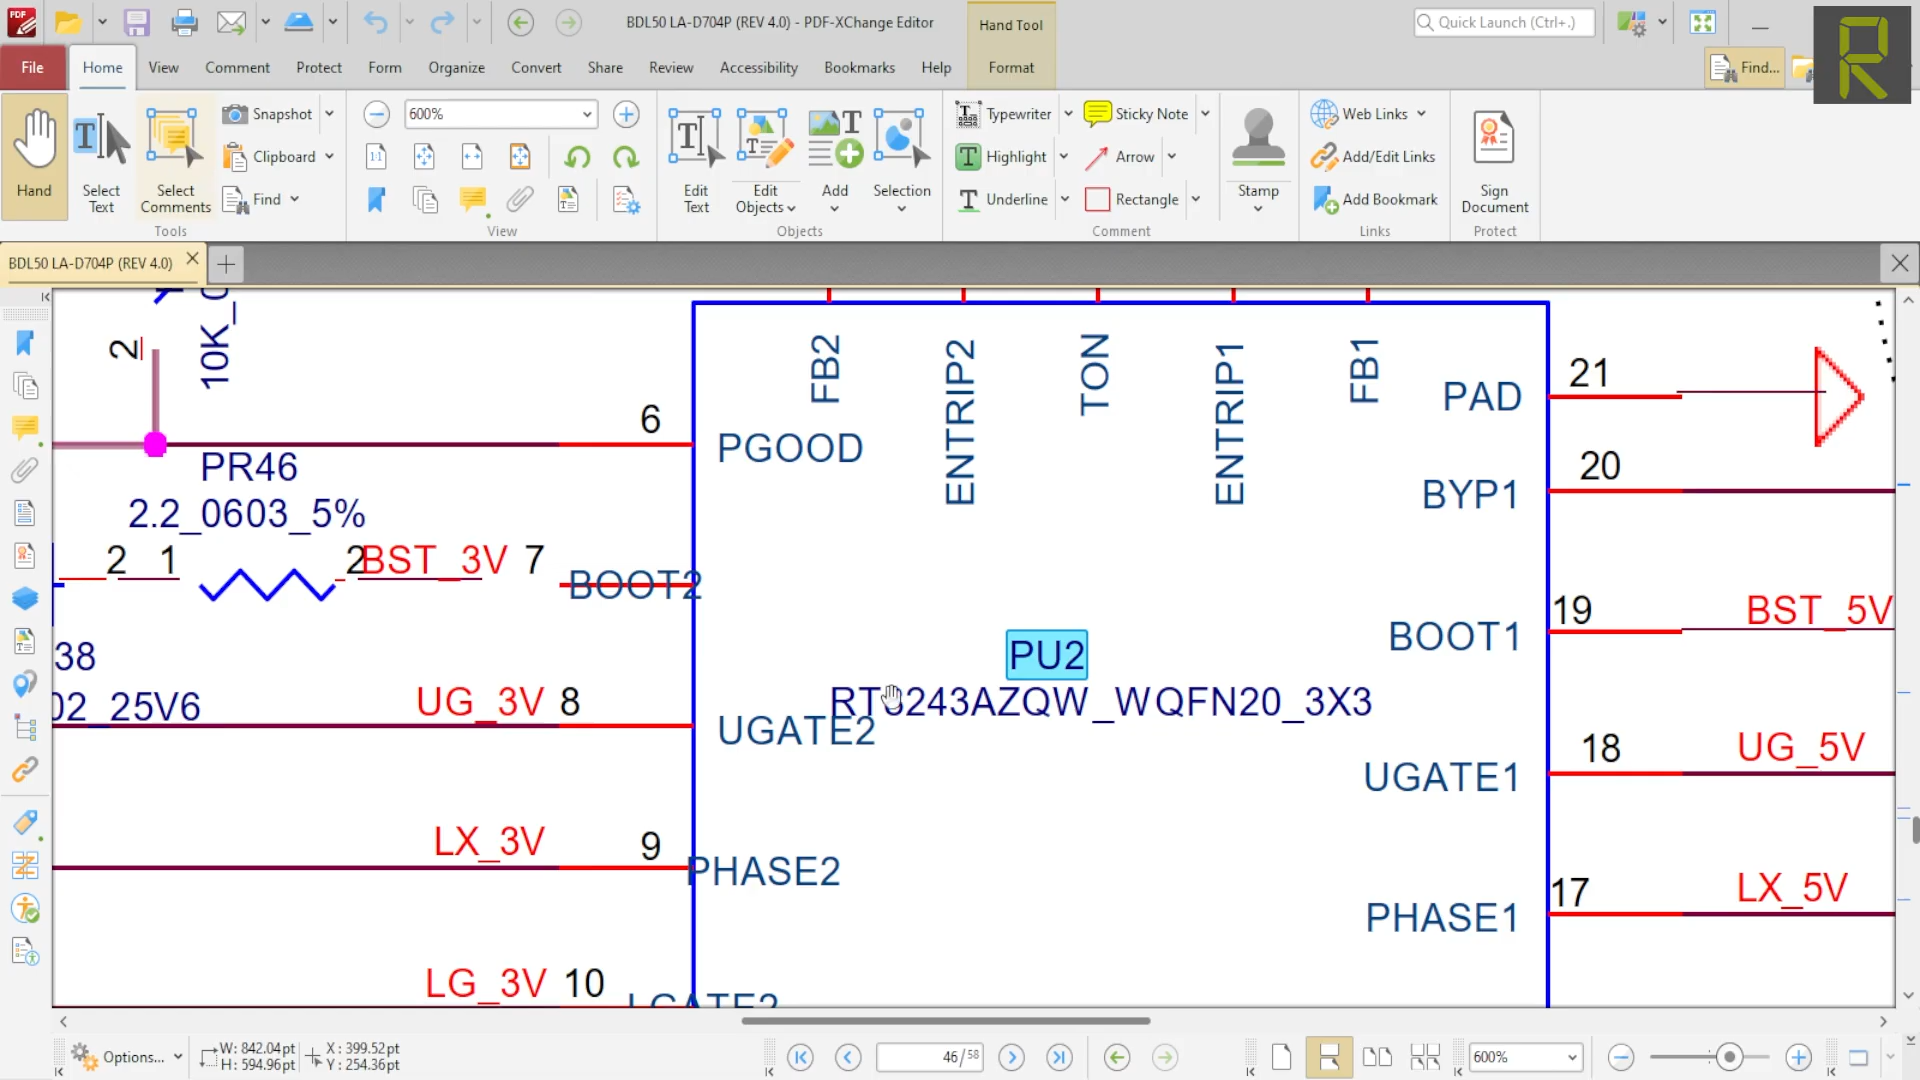 BDL50 LA-D704P (REV 4.0) - PDF-XChange Editor
Hand Tool
Quick Launch (Ctrl+.)
File Home View Comment Protect Form Organize Convert Share Review Accessibility Bookmarks Help Format
Find...
Hand
Select Text
Select Comments
Snapshot
Clipboard
Find
Tools
600%
View
Edit Text
Edit Objects
Add
Selection
Objects
Typewriter
Sticky Note
Highlight
Arrow
Underline
Rectangle
Comment
Stamp
Web Links
Add/Edit Links
Add Bookmark
Links
Sign Document
Protect
BDL50 LA-D704P (REV 4.0)
2
FB2
ENTRIP2
TON
ENTRIP1
FB1
PAD
21
6
PGOOD
BYP1
20
PR46
2.2_0603_5%
2 1
2
BST_3V
7
BOOT2
BOOT1
19
BST_5V
PU2
RT8243AZQW_WQFN20_3X3
38
02_25V6
UG_3V
8
UGATE2
UGATE1
18
UG_5V
LX_3V
9
PHASE2
PHASE1
17
LX_5V
LG_3V
10
LGATE2
Options...
W: 842.04pt
H: 594.96pt
X: 399.52pt
Y: 254.36pt
46/58
600%